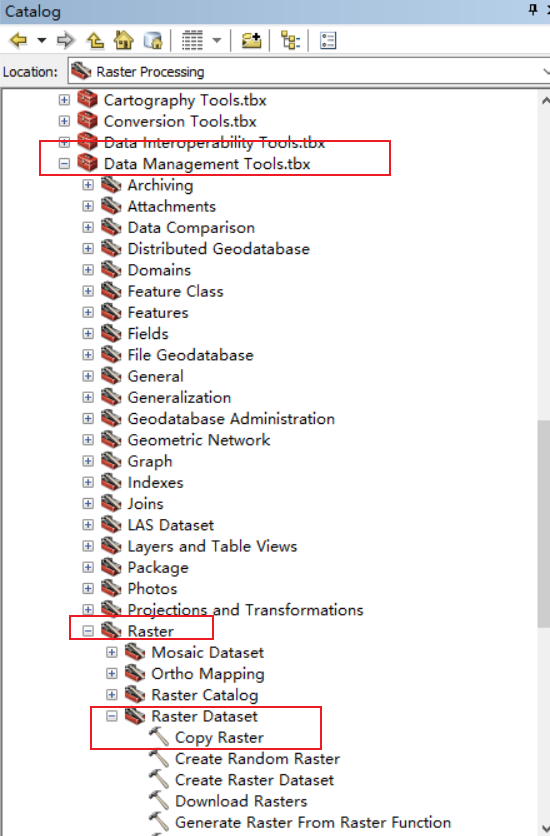 Catalog
Location: Raster Processing
Cartography Tools.tbx
Conversion Tools.tbx
Data Interoperability Tools.tbx
Data Management Tools.tbx
Archiving
Attachments
Data Comparison
Distributed Geodatabase
Domains
Feature Class
Features
Fields
File Geodatabase
General
Generalization
Geodatabase Administration
Geometric Network
Graph
Indexes
Joins
LAS Dataset
Layers and Table Views
Package
Photos
Projections and Transformations
Raster
Mosaic Dataset
Ortho Mapping
Raster Catalog
Raster Dataset
Copy Raster
Create Random Raster
Create Raster Dataset
Download Rasters
Generate Raster From Raster Function